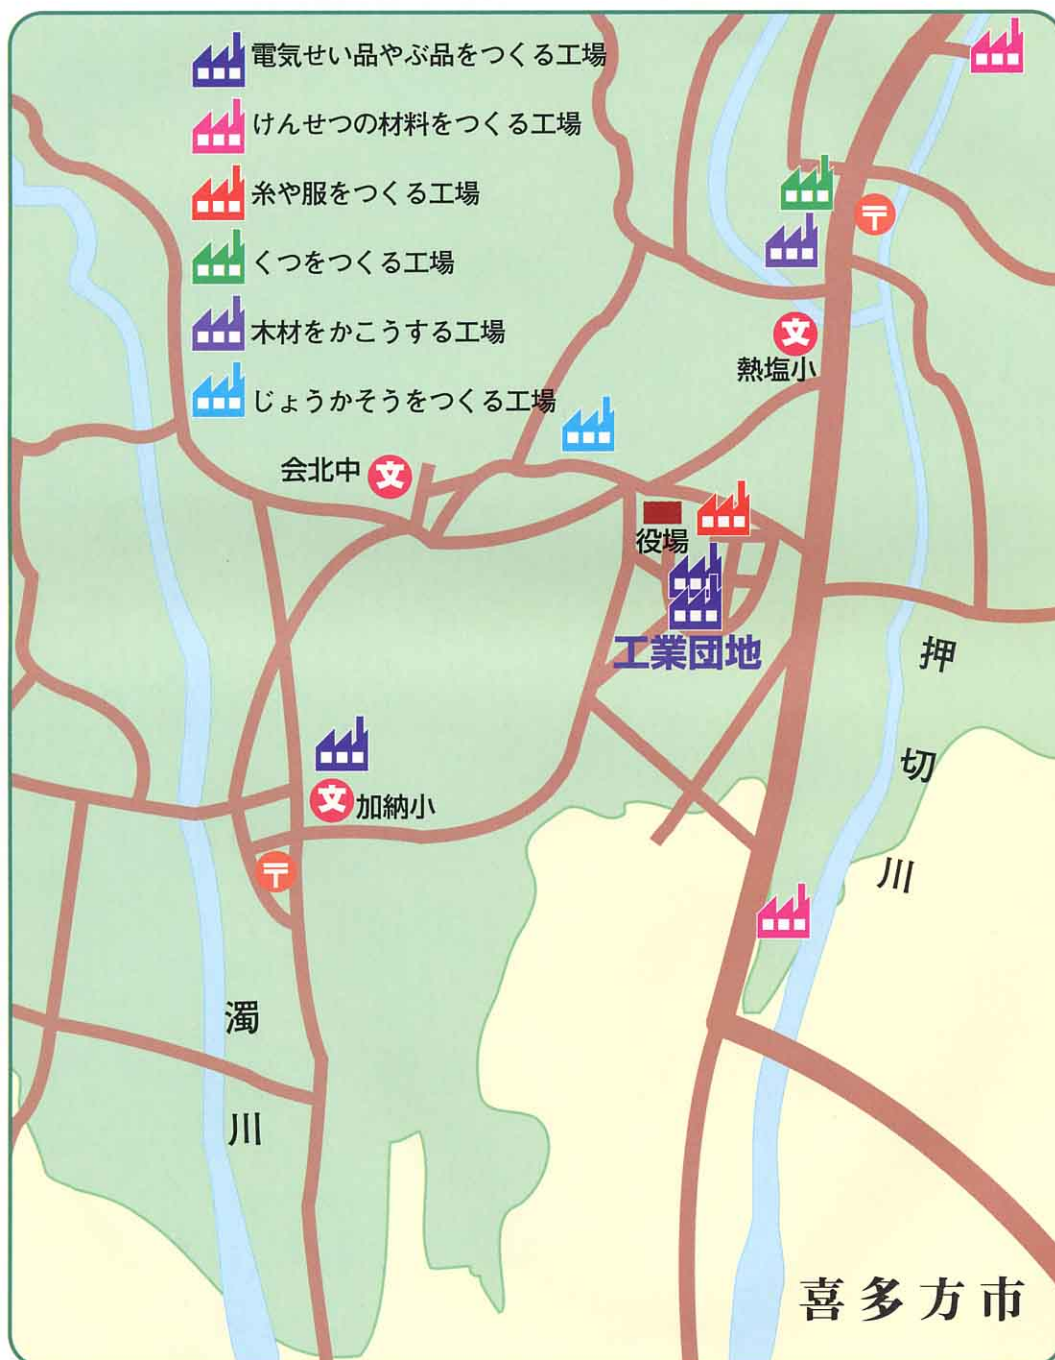 電気せい品やぶ品をつくる工場
けんせつの材料をつくる工場
糸や服をつくる工場
くつをつくる工場
木材をかこうする工場
じょうかそうをつくる工場
〒
文
熱塩小
会北中
文
役場
工業団地
押切川
文
加納小
〒
濁川
喜多方市